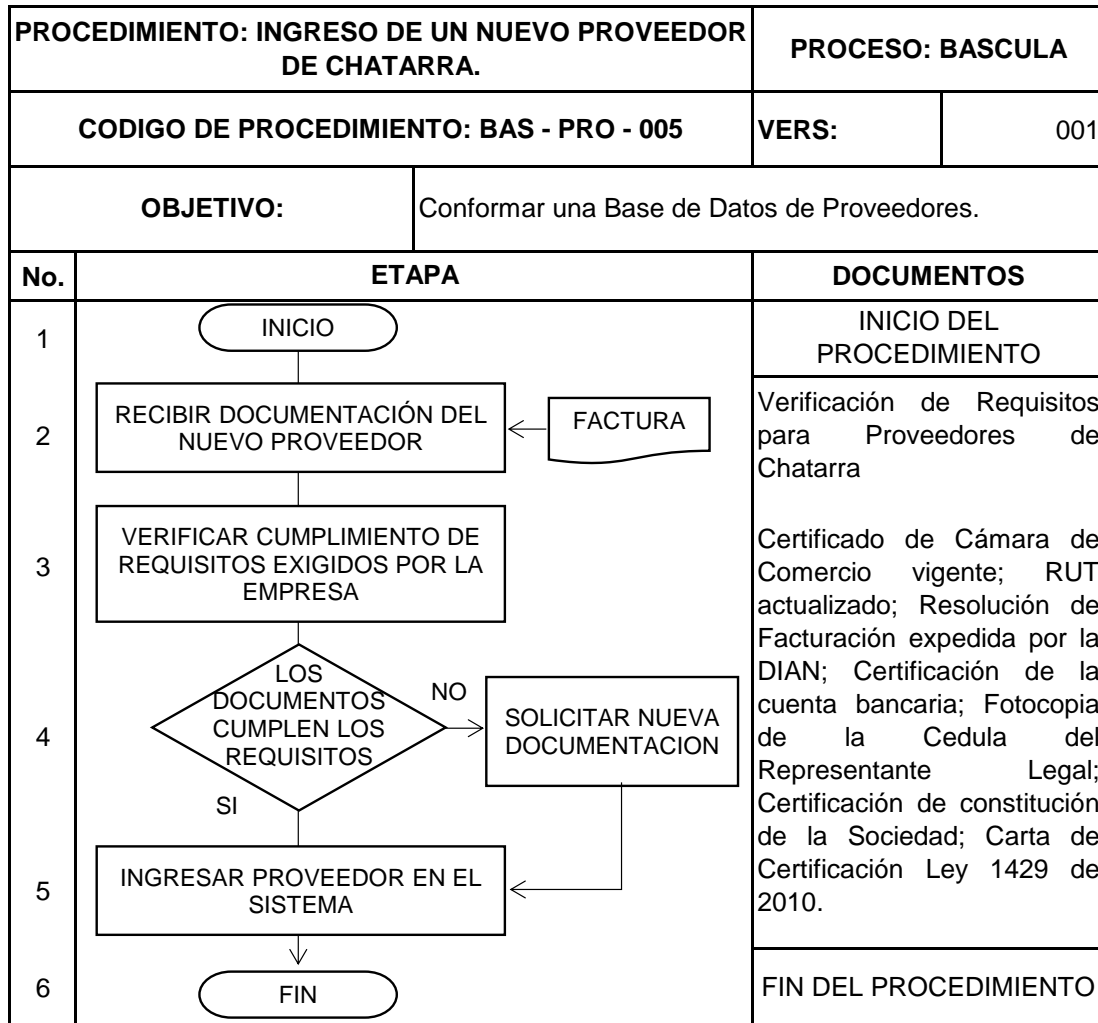 PROCEDIMIENTO: INGRESO DE UN NUEVO PROVEEDOR
DE CHATARRA.
PROCESO: BASCULA
CODIGO DE PROCEDIMIENTO: BAS - PRO - 005
VERS:
001
OBJETIVO:
Conformar una Base de Datos de Proveedores.
No.
ETAPA
DOCUMENTOS
1
INICIO
INICIO DEL
PROCEDIMIENTO
2
RECIBIR DOCUMENTACIÓN DEL
NUEVO PROVEEDOR
FACTURA
Verificación de Requisitos
para Proveedores de
Chatarra
3
VERIFICAR CUMPLIMIENTO DE
REQUISITOS EXIGIDOS POR LA
EMPRESA
Certificado de Cámara de
Comercio vigente; RUT
actualizado; Resolución de
Facturación expedida por la
DIAN; Certificación de la
cuenta bancaria; Fotocopia
de la Cedula del
Representante Legal;
Certificación de constitución
de la Sociedad; Carta de
Certificación Ley 1429 de
2010.
4
LOS
DOCUMENTOS
CUMPLEN LOS
REQUISITOS
NO
SOLICITAR NUEVA
DOCUMENTACION
SI
5
INGRESAR PROVEEDOR EN EL
SISTEMA
6
FIN
FIN DEL PROCEDIMIENTO